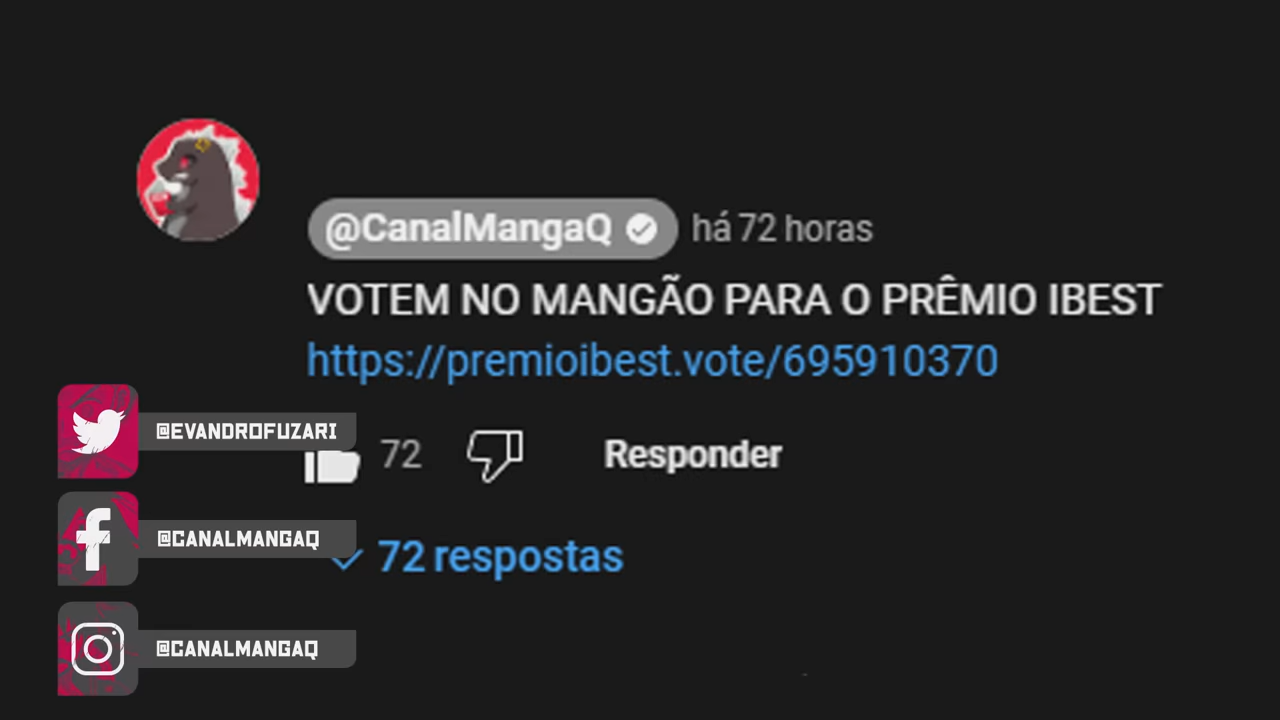 @CanalMangaQ há 72 horas
VOTEM NO MANGÃO PARA O PRÊMIO IBEST
https://premioibest.vote/695910370
@EVANDROFUZARI
72 Responder
@CANALMANGAQ
72 respostas
@CANALMANGAQ